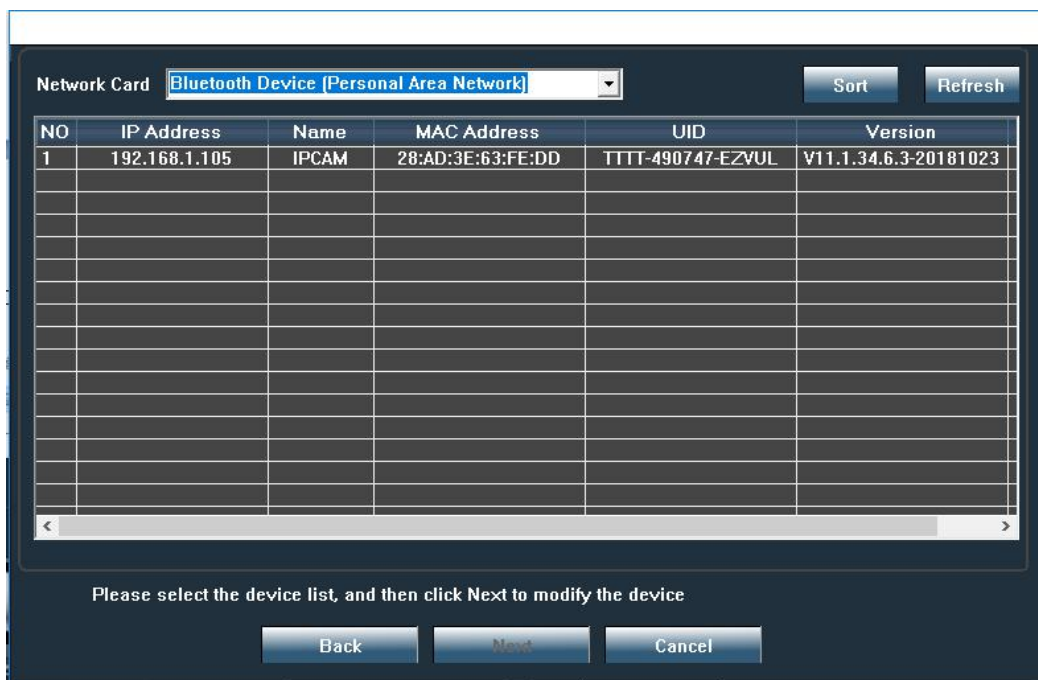 Network Card Bluetooth Device (Personal Area Network) Sort Refresh
NO IP Address Name MAC Address UID Version
1 192.168.1.105 IPCAM 28:AD:3E:63:FE:DD TTTT-490747-EZVUL V11.1.34.6.3-20181023
Please select the device list, and then click Next to modify the device
Back Next Cancel